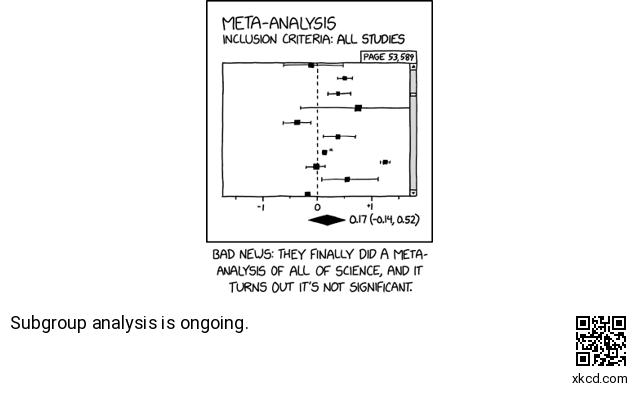 META-ANALYSIS
INCLUSION CRITERIA: ALL STUDIES
PAGE 53,589
-1 0 +1
0.17 (-0.14, 0.52)
BAD NEWS: THEY FINALLY DID A META-
ANALYSIS OF ALL OF SCIENCE, AND IT
TURNS OUT IT'S NOT SIGNIFICANT.
Subgroup analysis is ongoing.
xkcd.com